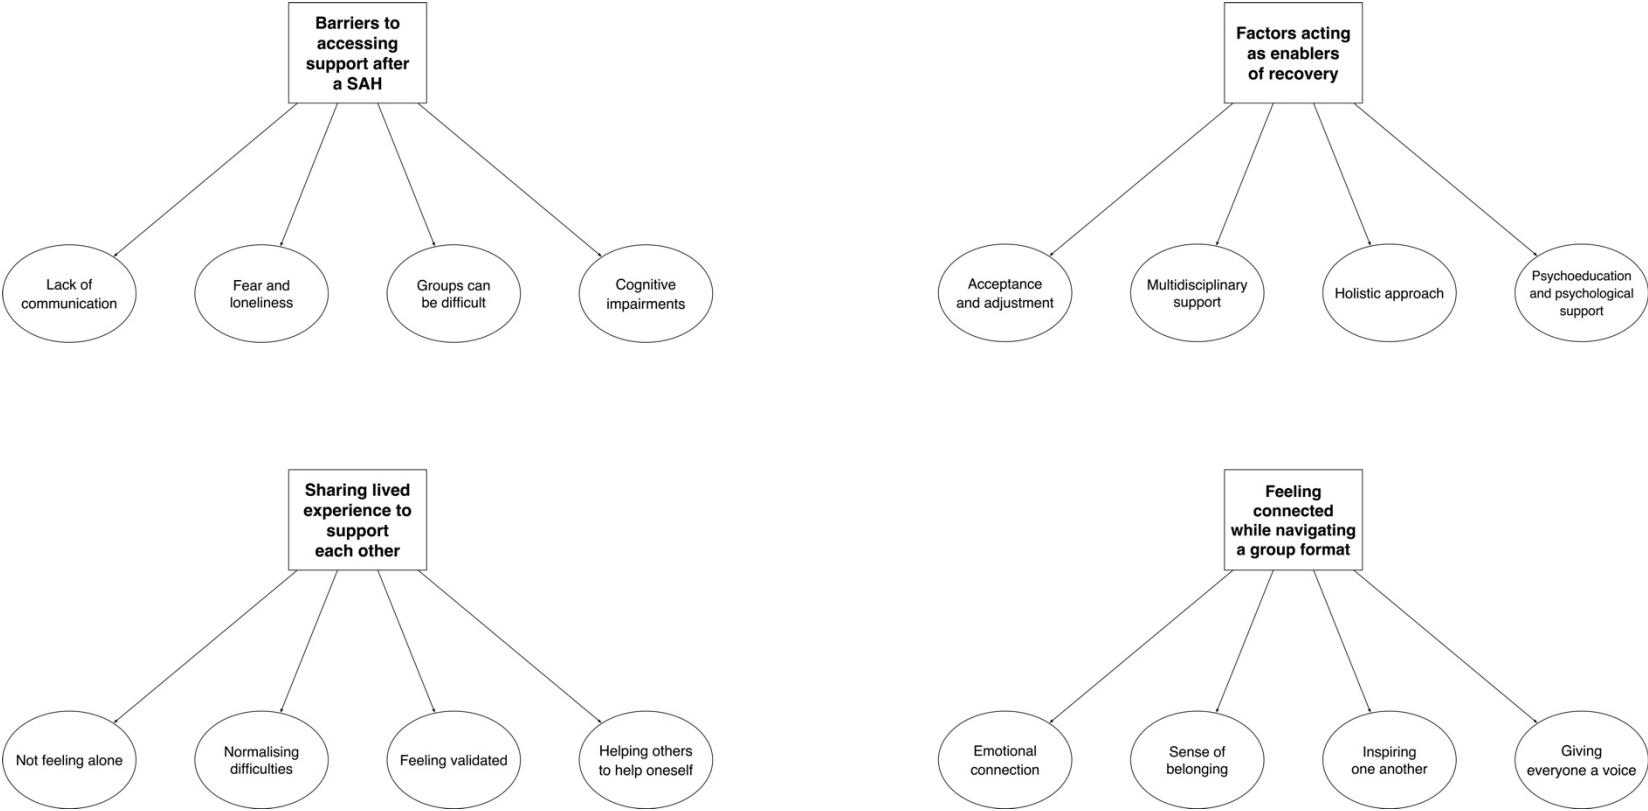 Barriers to
accessing
support after
a SAH
Factors acting
as enablers
of recovery
Lack of
communication
Fear and
loneliness
Groups can
be difficult
Cognitive
impairments
Acceptance
and adjustment
Multidisciplinary
support
Holistic approach
Psychoeducation
and psychological
support
Sharing lived
experience to
support
each other
Feeling
connected
while navigating
a group format
Not feeling alone
Normalising
difficulties
Feeling validated
Helping others
to help oneself
Emotional
connection
Sense of
belonging
Inspiring
one another
Giving
everyone a voice